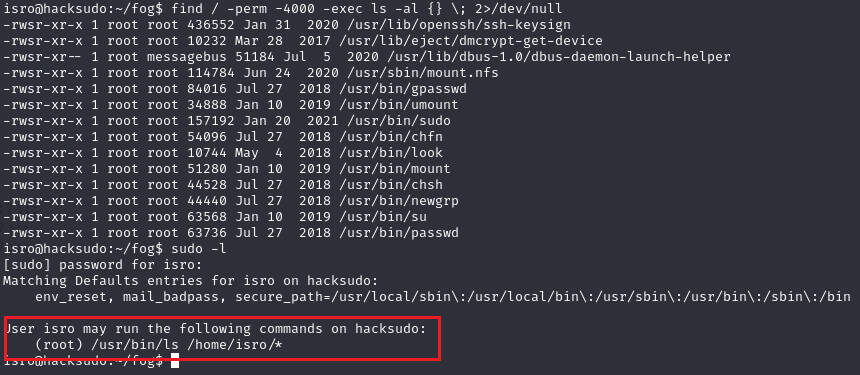 isro@hacksudo:~/fog$ find / -perm -4000 -exec ls -al {} \; 2>/dev/null
-rwsr-xr-x 1 root root 436552 Jan 31  2020 /usr/lib/openssh/ssh-keysign
-rwsr-xr-x 1 root root 10232 Mar 28  2017 /usr/lib/eject/dmcrypt-get-device
-rwsr-xr-- 1 root messagebus 51184 Jul  5  2020 /usr/lib/dbus-1.0/dbus-daemon-launch-helper
-rwsr-xr-x 1 root root 114784 Jun 24  2020 /usr/sbin/mount.nfs
-rwsr-xr-x 1 root root 84016 Jul 27  2018 /usr/bin/gpasswd
-rwsr-xr-x 1 root root 34888 Jan 10  2019 /usr/bin/umount
-rwsr-xr-x 1 root root 157192 Jan 20  2021 /usr/bin/sudo
-rwsr-xr-x 1 root root 54096 Jul 27  2018 /usr/bin/chfn
-rwsr-xr-x 1 root root 10744 May  4  2018 /usr/bin/look
-rwsr-xr-x 1 root root 51280 Jan 10  2019 /usr/bin/mount
-rwsr-xr-x 1 root root 44528 Jul 27  2018 /usr/bin/chsh
-rwsr-xr-x 1 root root 44440 Jul 27  2018 /usr/bin/newgrp
-rwsr-xr-x 1 root root 63568 Jan 10  2019 /usr/bin/su
-rwsr-xr-x 1 root root 63736 Jul 27  2018 /usr/bin/passwd
isro@hacksudo:~/fog$ sudo -l
[sudo] password for isro:
Matching Defaults entries for isro on hacksudo:
    env_reset, mail_badpass, secure_path=/usr/local/sbin\:/usr/local/bin\:/usr/sbin\:/usr/bin\:/sbin\:/bin
User isro may run the following commands on hacksudo:
    (root) /usr/bin/ls /home/isro/*
isro@hacksudo:~/fog$